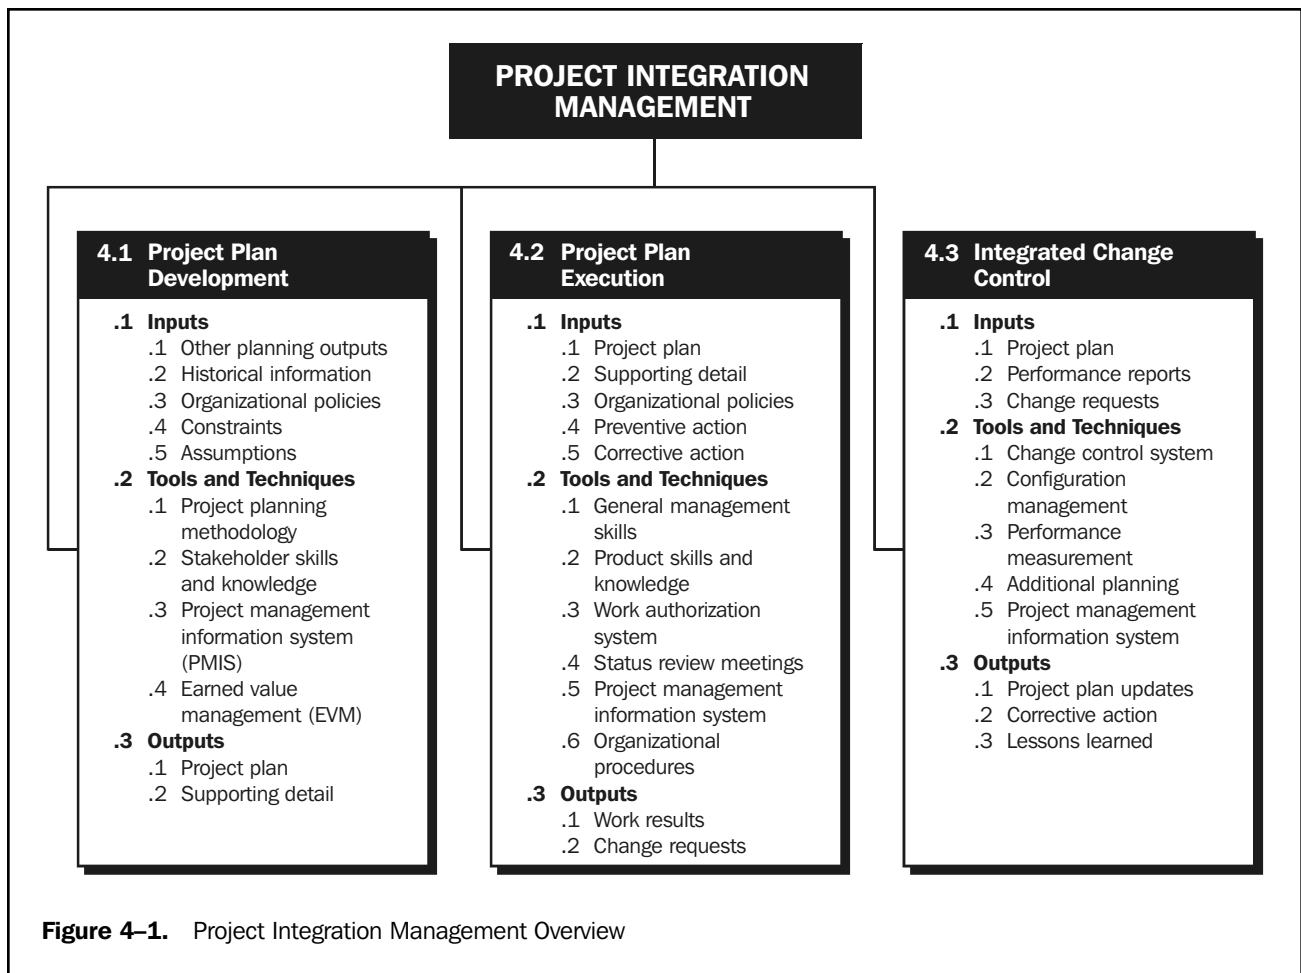 PROJECT INTEGRATION
MANAGEMENT
4.1 Project Plan
Development
.1 Inputs
.1 Other planning outputs
.2 Historical information
.3 Organizational policies
.4 Constraints
.5 Assumptions
.2 Tools and Techniques
.1 Project planning
methodology
.2 Stakeholder skills
and knowledge
.3 Project management
information system
(PMIS)
.4 Earned value
management (EVM)
.3 Outputs
.1 Project plan
.2 Supporting detail
4.2 Project Plan
Execution
.1 Inputs
.1 Project plan
.2 Supporting detail
.3 Organizational policies
.4 Preventive action
.5 Corrective action
.2 Tools and Techniques
.1 General management
skills
.2 Product skills and
knowledge
.3 Work authorization
system
.4 Status review meetings
.5 Project management
information system
.6 Organizational
procedures
.3 Outputs
.1 Work results
.2 Change requests
4.3 Integrated Change
Control
.1 Inputs
.1 Project plan
.2 Performance reports
.3 Change requests
.2 Tools and Techniques
.1 Change control system
.2 Configuration
management
.3 Performance
measurement
.4 Additional planning
.5 Project management
information system
.3 Outputs
.1 Project plan updates
.2 Corrective action
.3 Lessons learned
Figure 4–1. Project Integration Management Overview